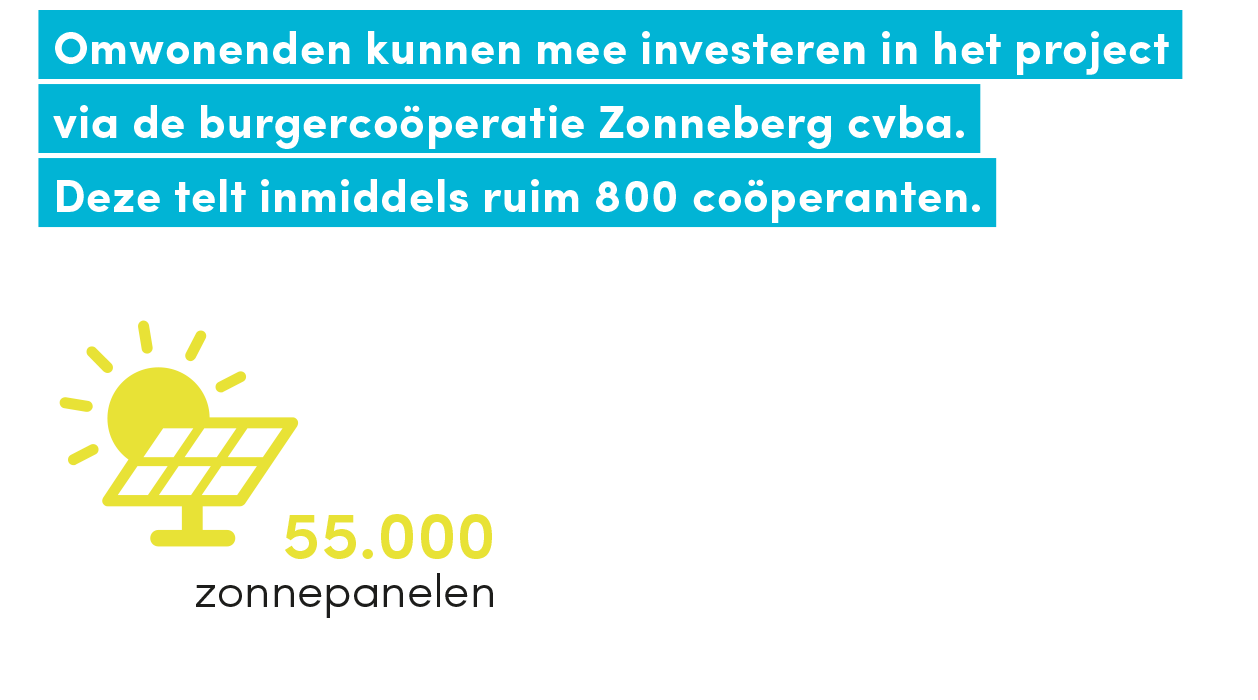 Omwonenden kunnen mee investeren in het project
via de burgercoöperatie Zonneberg cvba.
Deze telt inmiddels ruim 800 coöperanten.
55.000
zonnepanelen